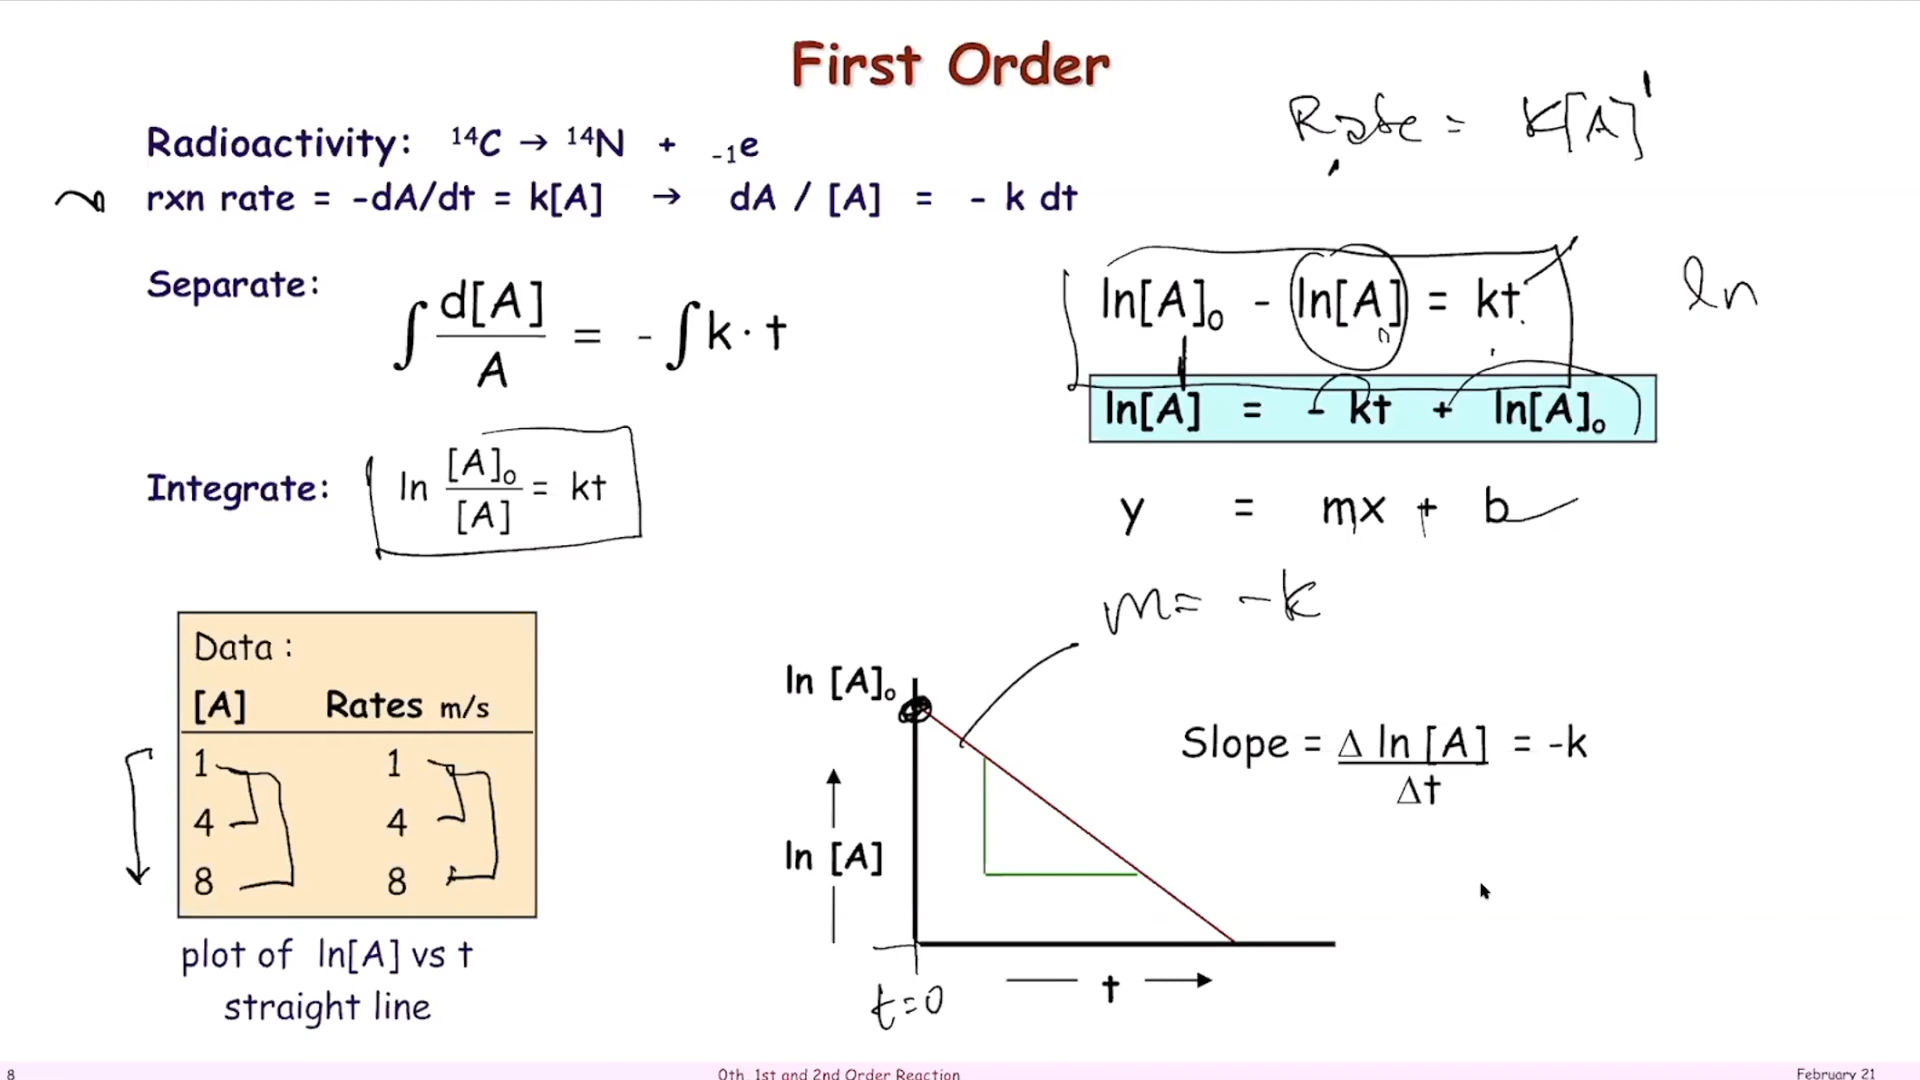 First Order
Rate = k[A]¹
Radioactivity: ¹⁴C → ¹⁴N + ₋₁e
rxn rate = -dA/dt = k[A] → dA / [A] = - k dt
Separate: ∫ d[A]/A = - ∫ k · t
ln[A]₀ - ln[A] = kt
ln
ln[A] = - kt + ln[A]₀
Integrate: ln [A]₀/[A] = kt
y = mx + b
m = -k
Data :
[A] Rates m/s
1 1
4 4
8 8
plot of ln[A] vs t
straight line
ln [A]₀
ln [A]
Slope = Δ ln [A]/Δt = -k
t
t=0
8 0th, 1st and 2nd Order Reaction February 21